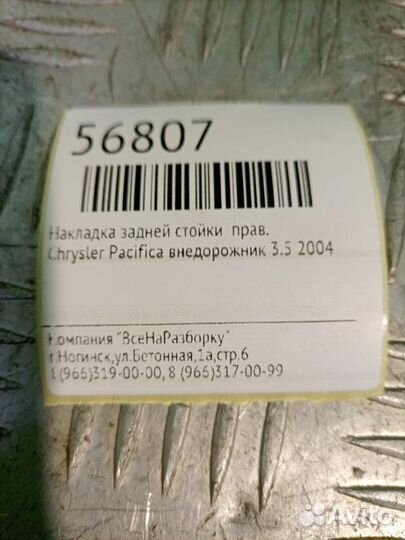 56807
Накладка задней стойки прав.
Chrysler Pacifica внедорожник 3.5 2004
Компания "ВсеНаРазборку"
г.Ногинск,ул.Бетонная,1а,стр.6
8 (966)319-00-00, 8 (966)317-00-99
Avito